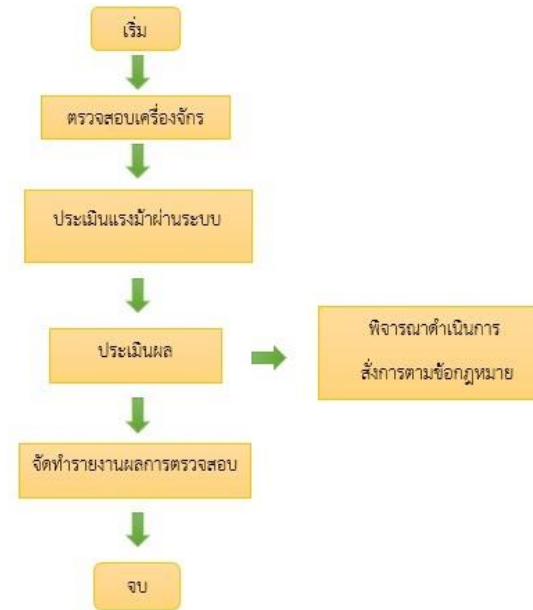 เริ่ม
ตรวจสอบเครื่องจักร
ประเมินแรงม้าผ่านระบบ
ประเมินผล
พิจารณาดำเนินการ
สั่งการตามข้อกฎหมาย
จัดทำรายงานผลการตรวจสอบ
จบ